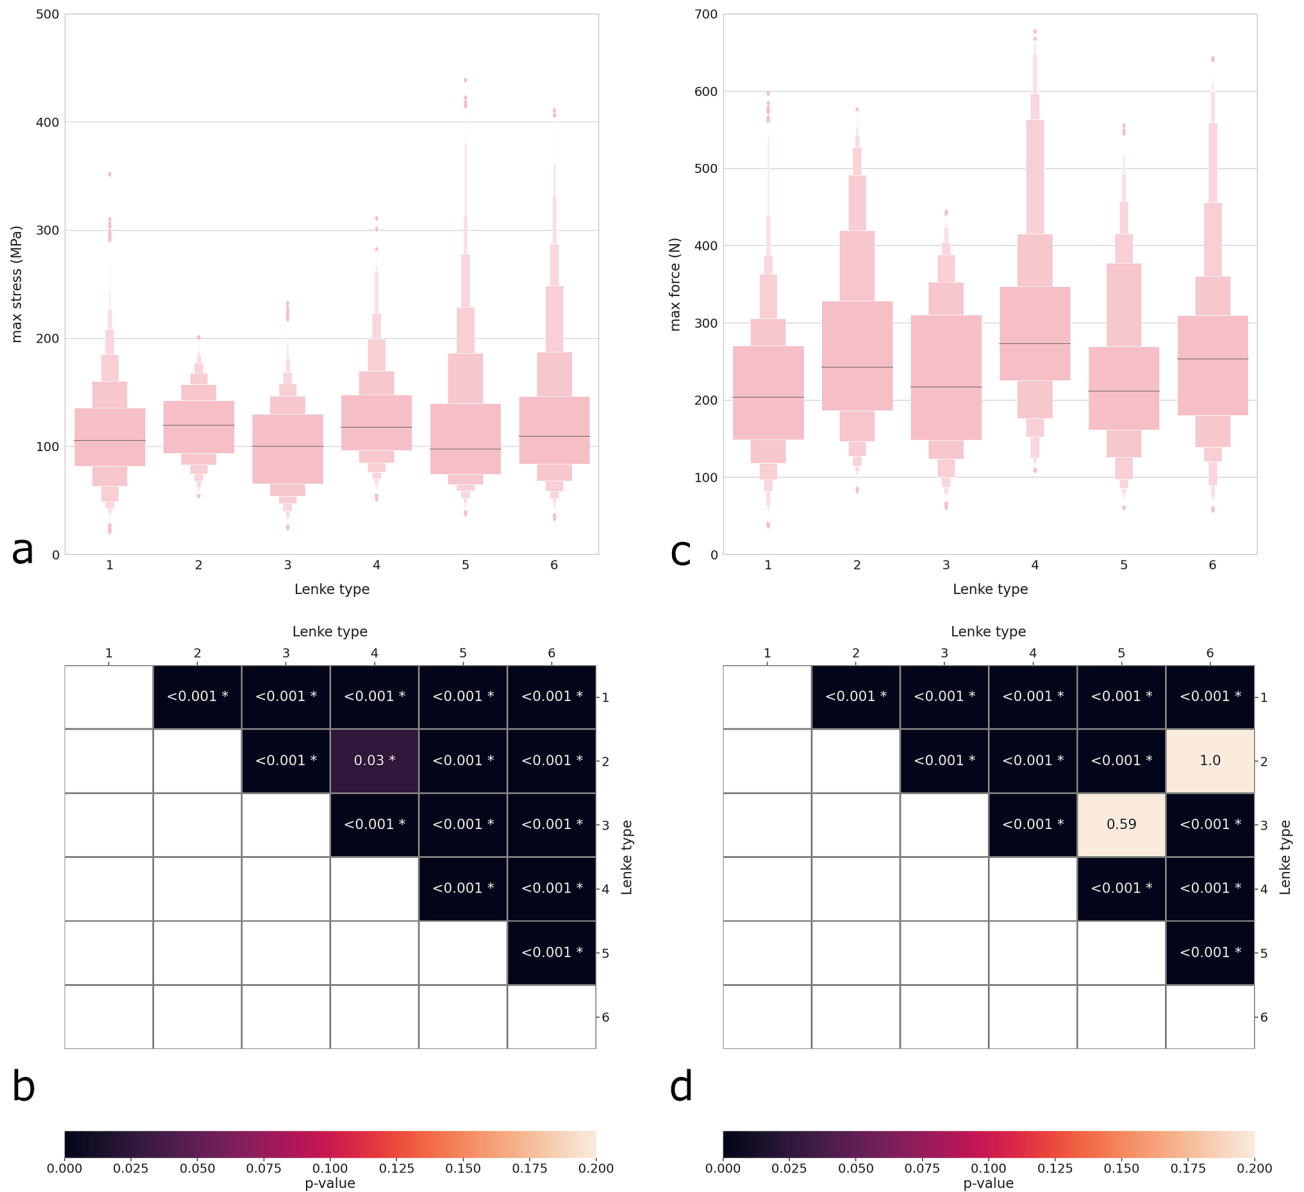 500
400
300
200
100
0
max stress (MPa)
1 2 3 4 5 6
Lenke type
a
700
600
500
400
300
200
100
0
max force (N)
1 2 3 4 5 6
Lenke type
c
Lenke type
1 2 3 4 5 6
<0.001 * <0.001 * <0.001 * <0.001 * <0.001 * 1
<0.001 * 0.03 * <0.001 * <0.001 * 2
<0.001 * <0.001 * <0.001 * 3
<0.001 * <0.001 * 4
<0.001 * 5
6
Lenke type
b
0.000 0.025 0.050 0.075 0.100 0.125 0.150 0.175 0.200
p-value
Lenke type
1 2 3 4 5 6
<0.001 * <0.001 * <0.001 * <0.001 * <0.001 * 1
<0.001 * <0.001 * <0.001 * 1.0 2
<0.001 * 0.59 <0.001 * 3
<0.001 * <0.001 * 4
<0.001 * 5
6
Lenke type
d
0.000 0.025 0.050 0.075 0.100 0.125 0.150 0.175 0.200
p-value